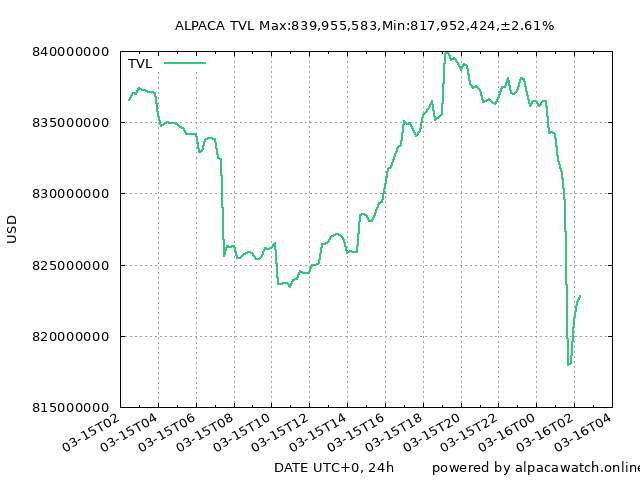 ALPACA TVL Max:839,955,583,Min:817,952,424,±2.61%
TVL
840000000
835000000
830000000
825000000
820000000
815000000
USD
03-15T02
03-15T04
03-15T06
03-15T08
03-15T10
03-15T12
03-15T14
03-15T16
03-15T18
03-15T20
03-15T22
03-16T00
03-16T02
03-16T04
DATE UTC+0, 24h
powered by alpacawatch.online